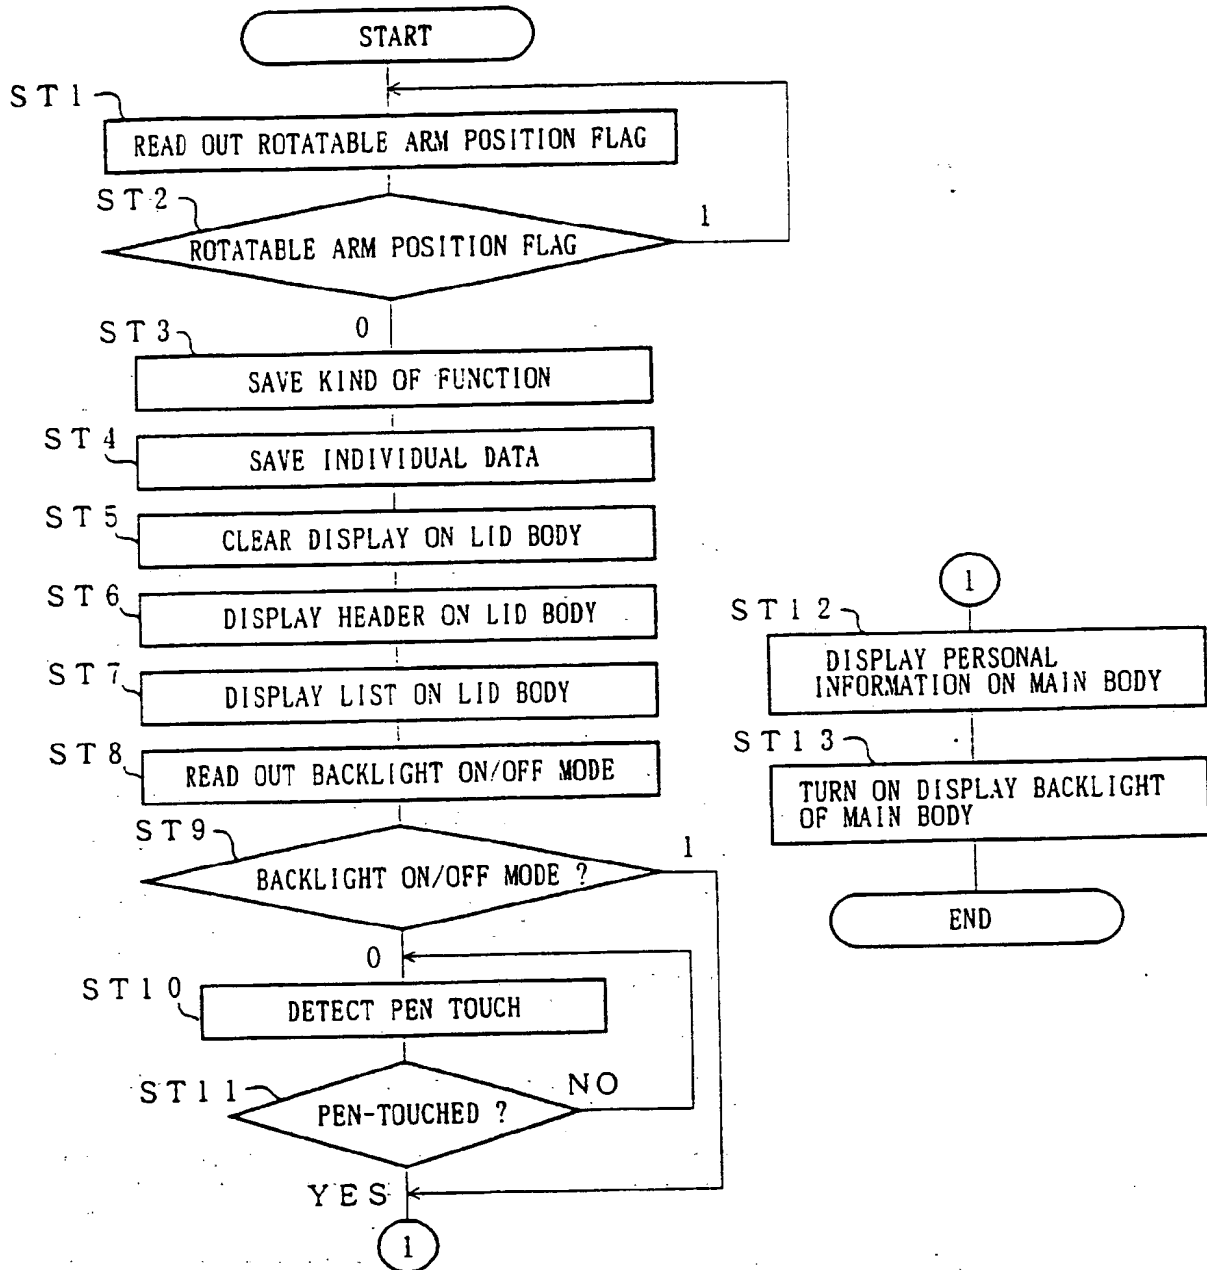 START
ST1
READ OUT ROTATABLE ARM POSITION FLAG
ST2
ROTATABLE ARM POSITION FLAG
1
0
ST3
SAVE KIND OF FUNCTION
ST4
SAVE INDIVIDUAL DATA
ST5
CLEAR DISPLAY ON LID BODY
ST6
DISPLAY HEADER ON LID BODY
ST7
DISPLAY LIST ON LID BODY
ST8
READ OUT BACKLIGHT ON/OFF MODE
ST9
BACKLIGHT ON/OFF MODE ?
1
0
ST10
DETECT PEN TOUCH
ST11
PEN-TOUCHED ?
NO
YES
1
1
ST12
DISPLAY PERSONAL
INFORMATION ON MAIN BODY
ST13
TURN ON DISPLAY BACKLIGHT
OF MAIN BODY
END